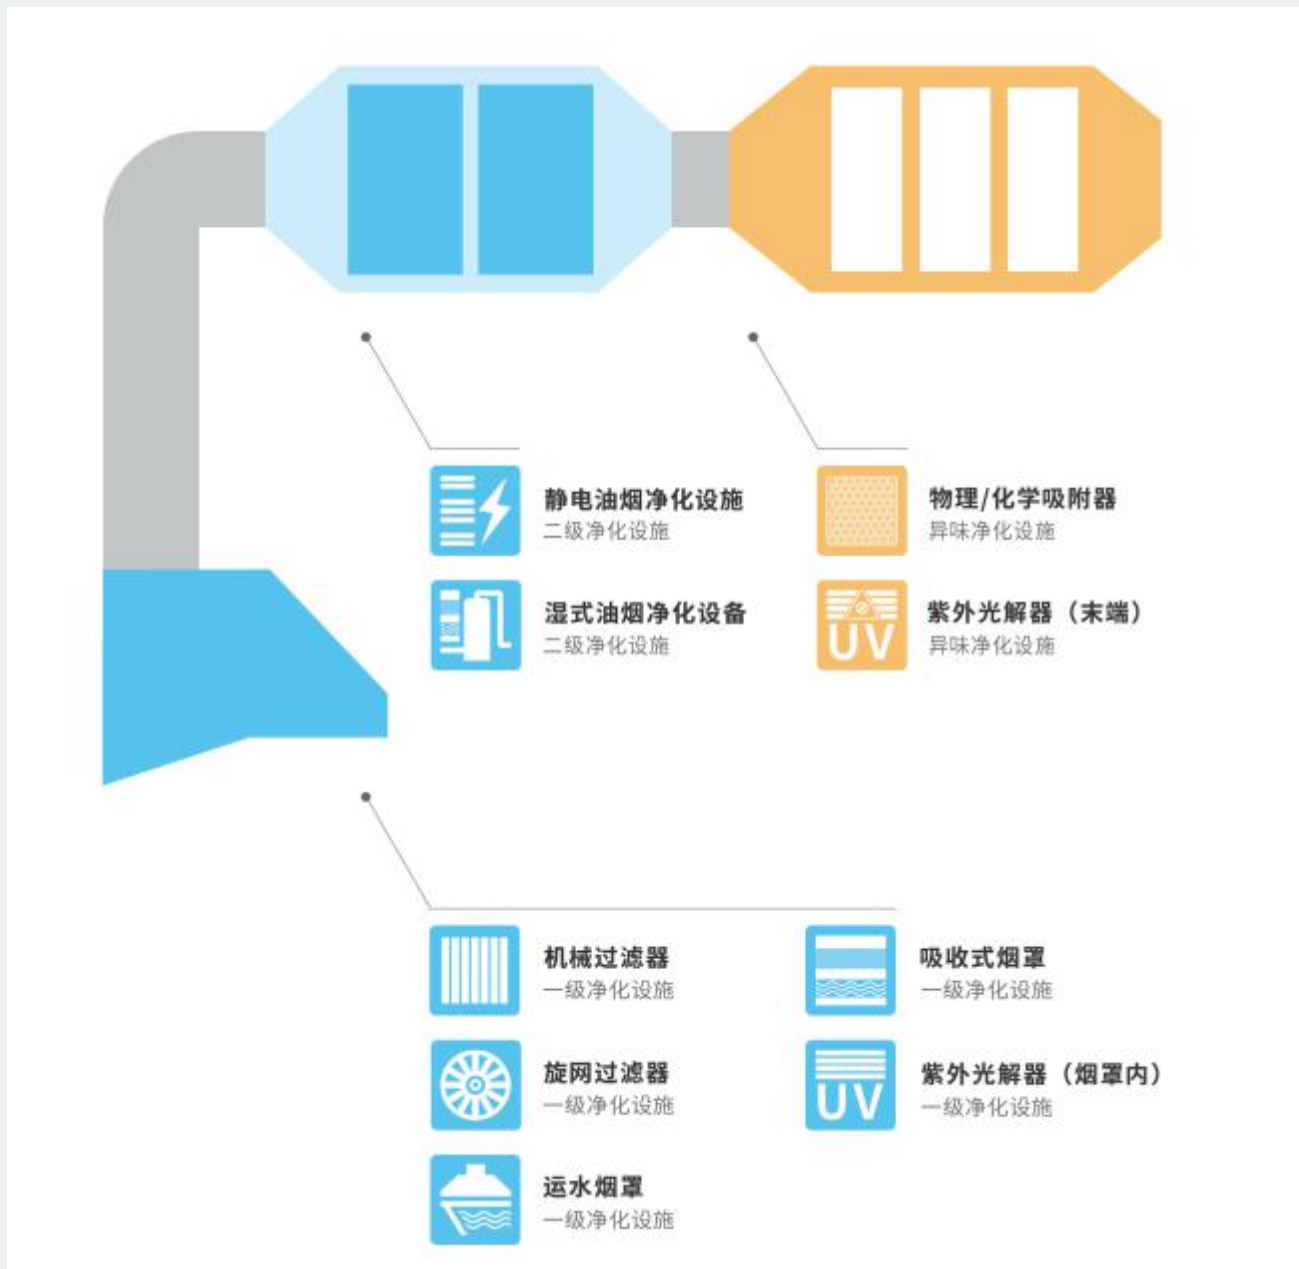 静电油烟净化设施
二级净化设施
湿式油烟净化设备
二级净化设施
物理/化学吸附器
异味净化设施
紫外光解器（末端）
异味净化设施
UV
机械过滤器
一级净化设施
旋网过滤器
一级净化设施
运水烟罩
一级净化设施
吸收式烟罩
一级净化设施
紫外光解器（烟罩内）
一级净化设施
UV